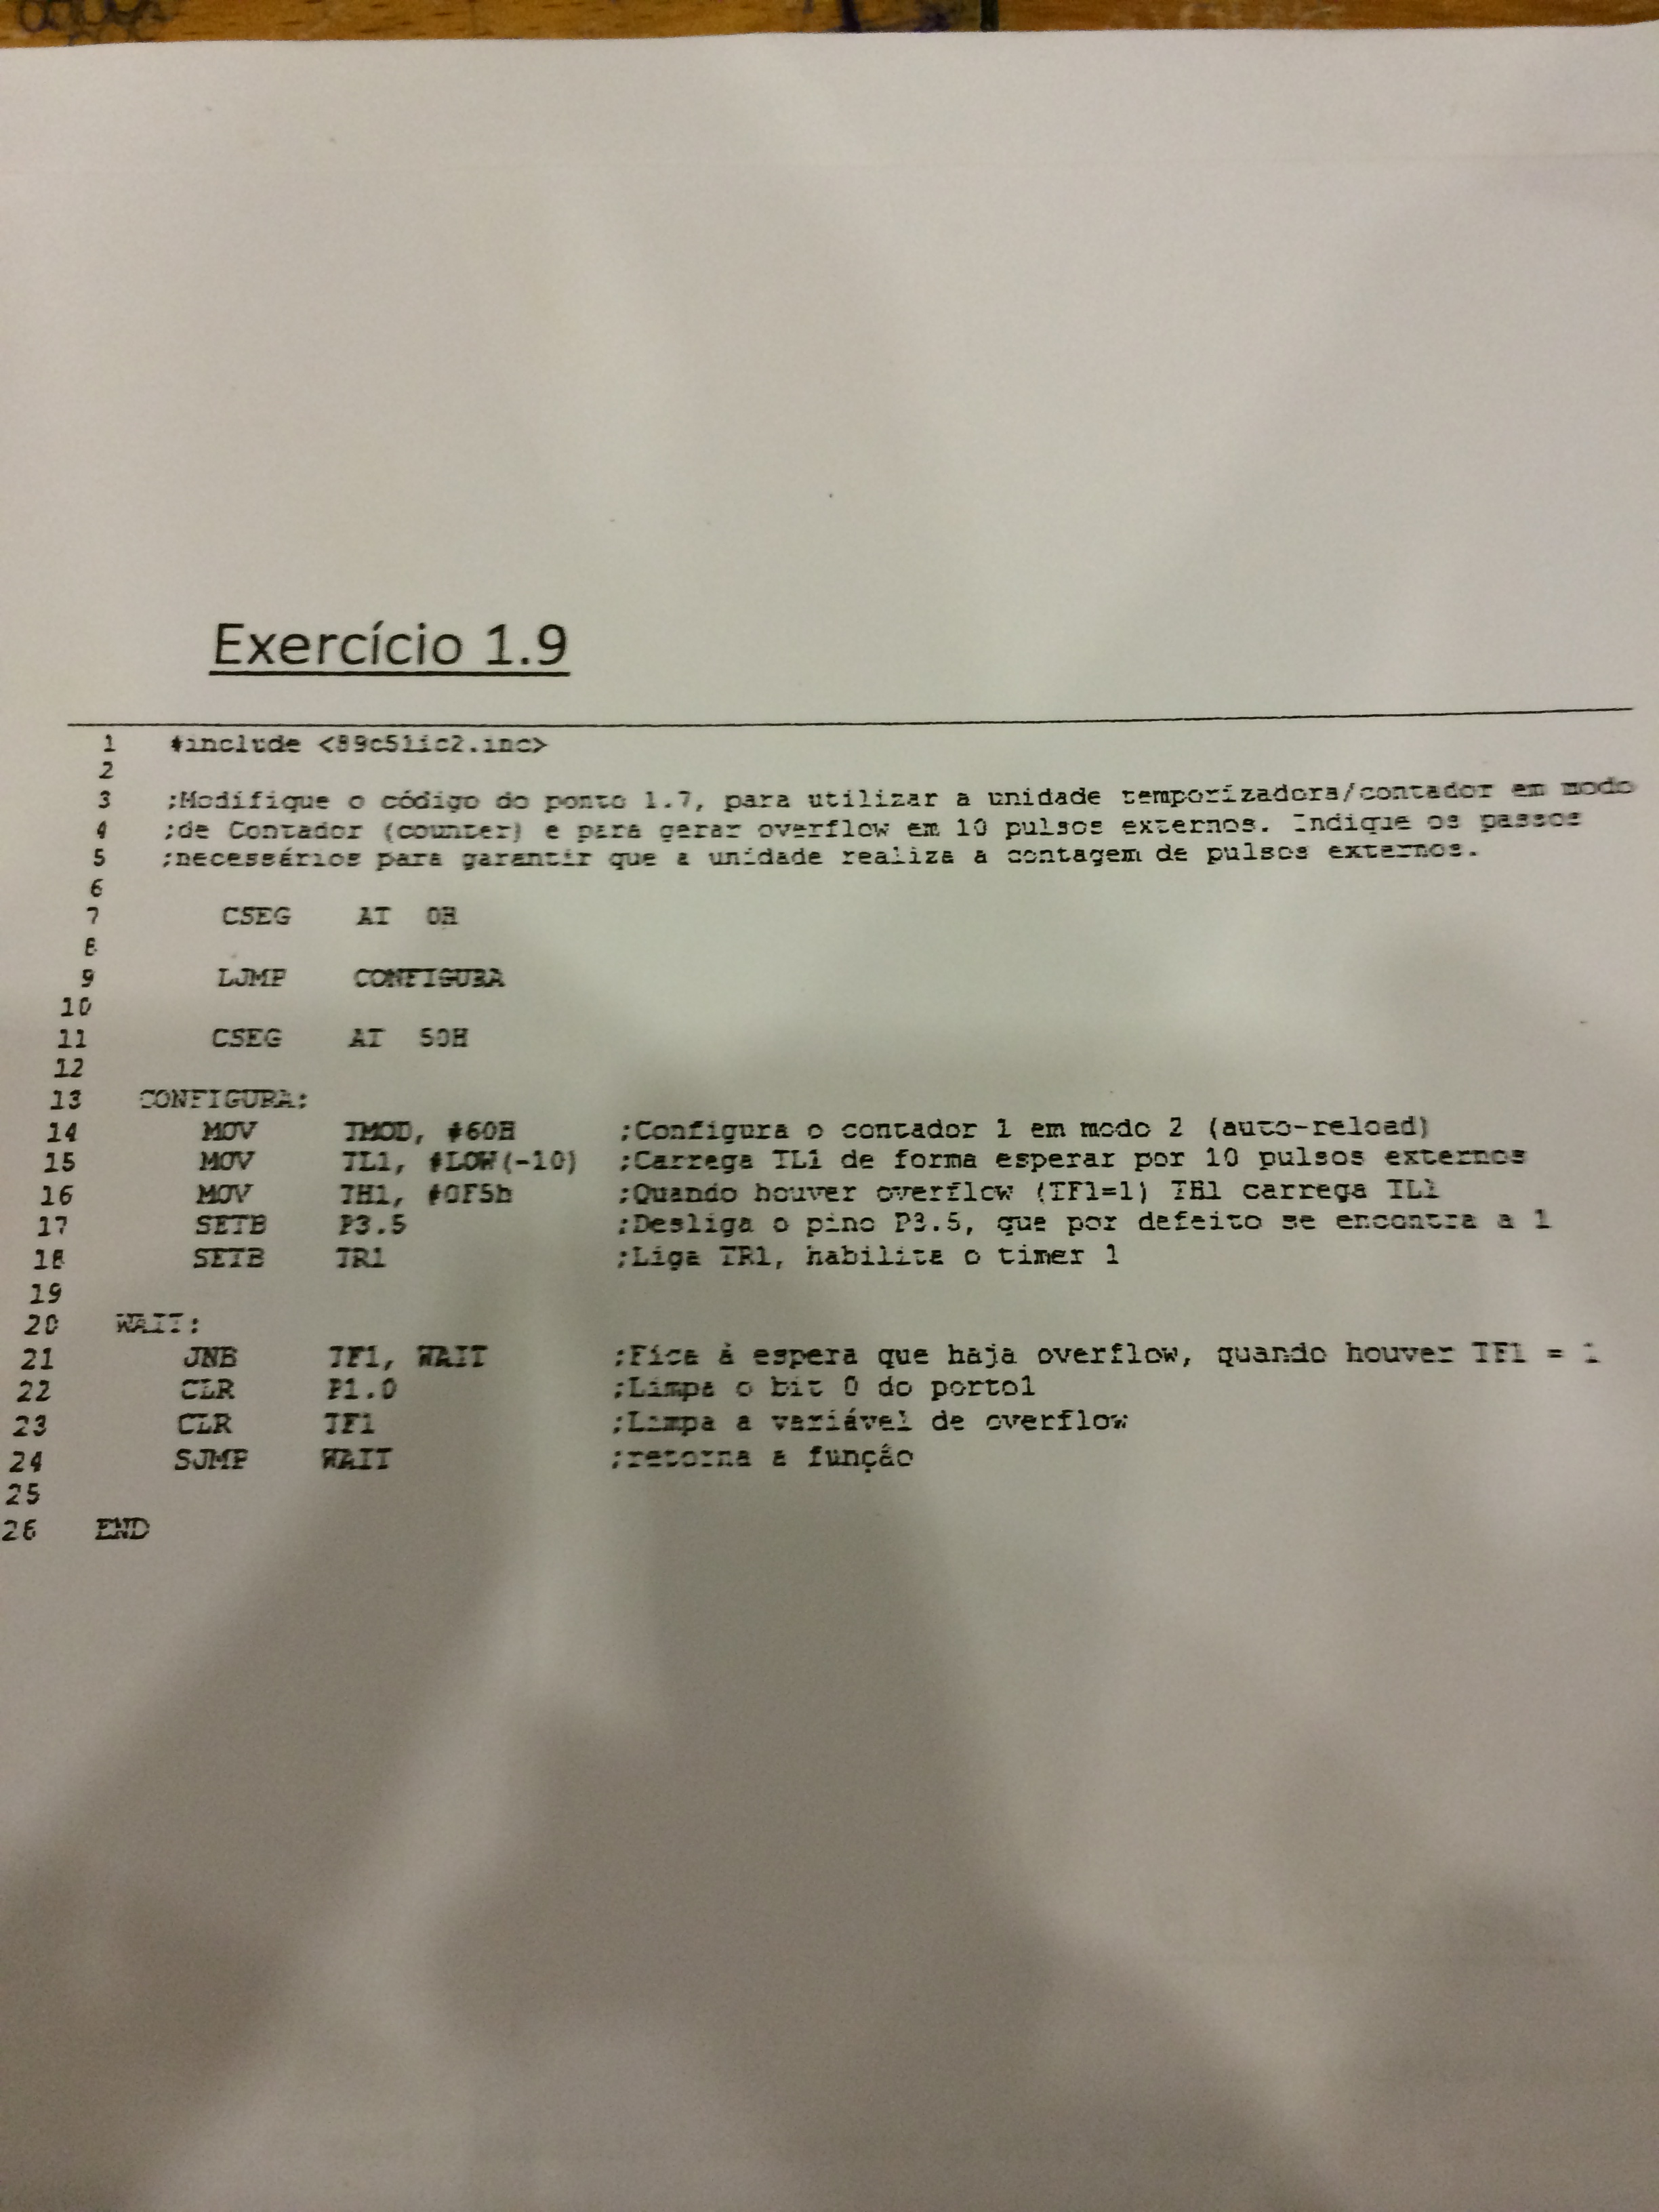 Exercício 1.9
1 #include <89c51ic2.inc>
2
3 ;Modifique o código do ponto 1.7, para utilizar a unidade temporizadora/contador em modo
4 ;de Contador (counter) e para gerar overflow em 10 pulsos externos. Indique os passos
5 ;necessários para garantir que a unidade realiza a contagem de pulsos externos.
6
7 CSEG AT 0H
8
9 LJMP CONFIGURA
10
11 CSEG AT 50H
12
13 CONFIGURA:
14 MOV TMOD, #60H ;Configura o contador 1 em modo 2 (auto-reload)
15 MOV TL1, #LOW(-10) ;Carrega TL1 de forma esperar por 10 pulsos externos
16 MOV TH1, #0F5h ;Quando houver overflow (TF1=1) TH1 carrega TL1
17 SETB P3.5 ;Desliga o pino P3.5, que por defeito se encontra a 1
18 SETB TR1 ;Liga TR1, habilita o timer 1
19
20 WAIT:
21 JNB TF1, WAIT ;Fica à espera que haja overflow, quando houver TF1 = 1
22 CLR P1.0 ;Limpa o bit 0 do porto1
23 CLR TF1 ;Limpa a variável de overflow
24 SJMP WAIT ;retorna a função
25
26 END